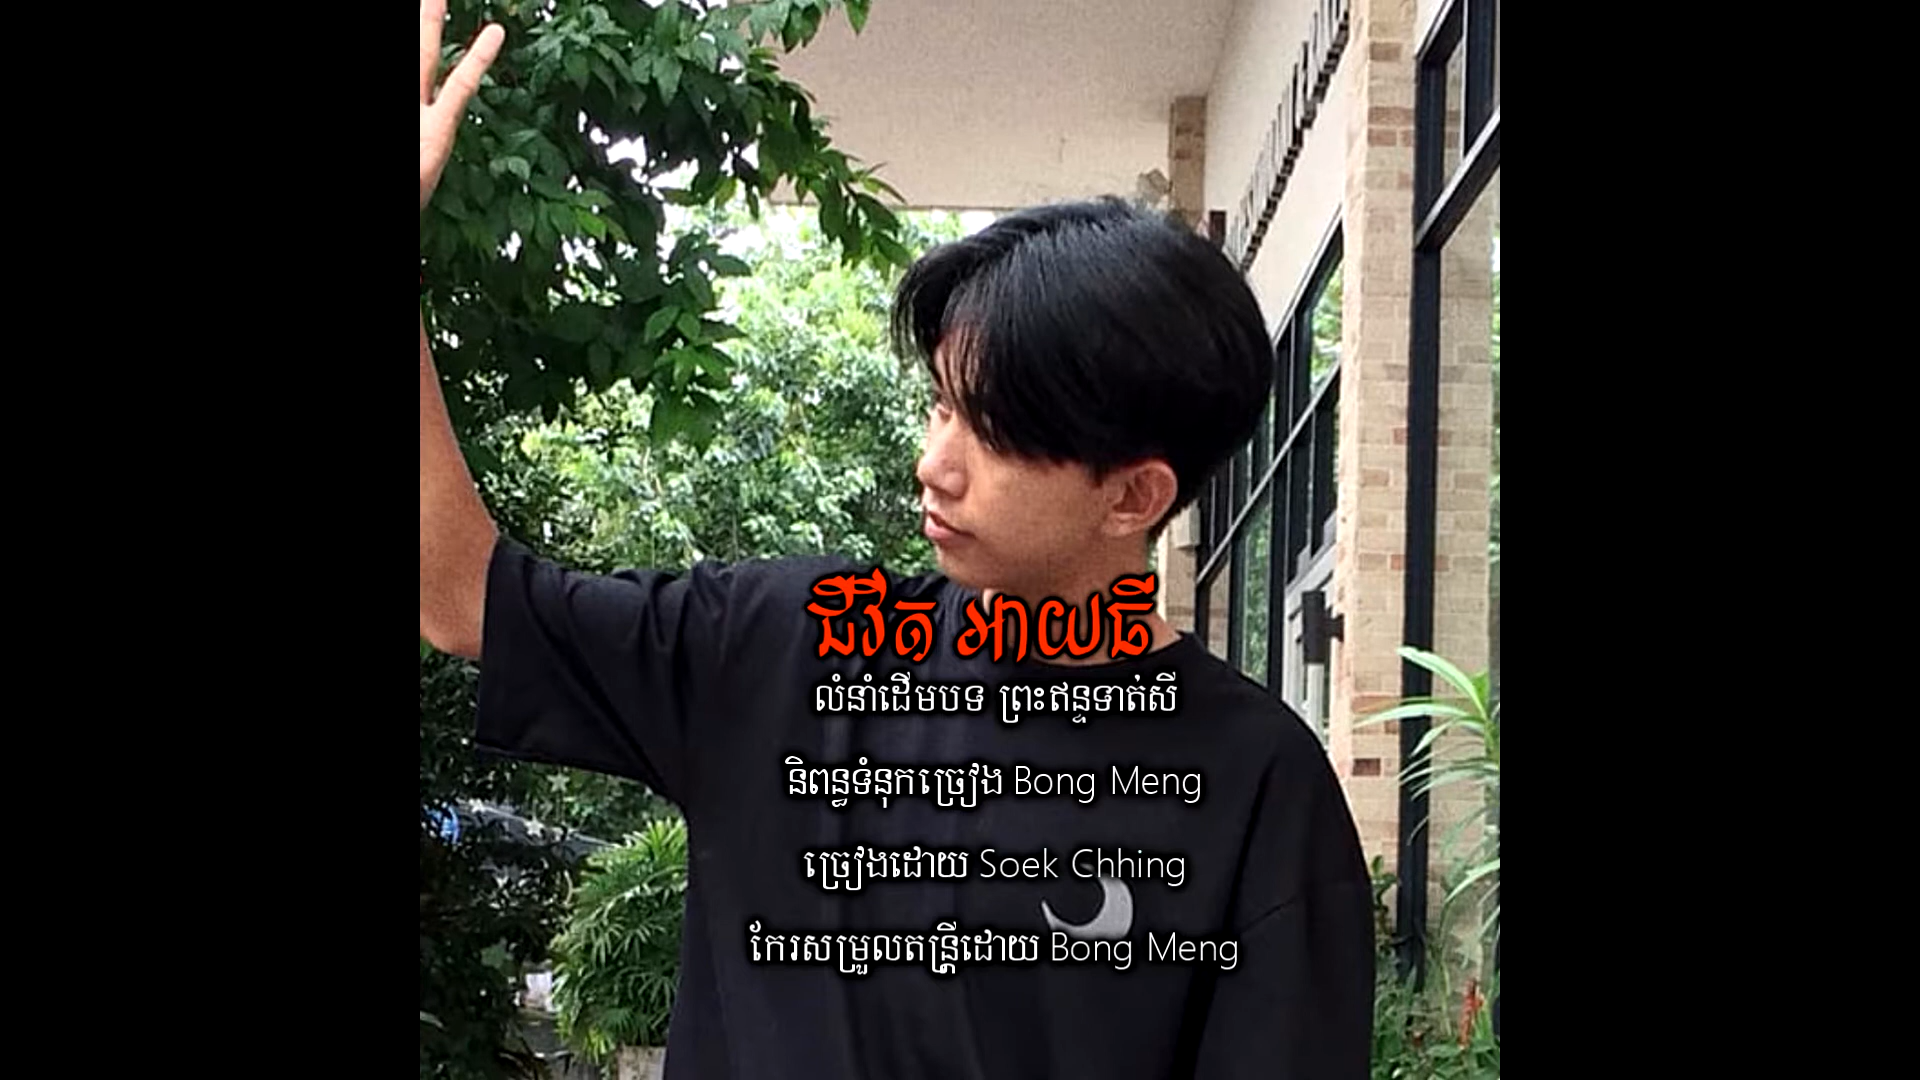 ជីវីត អាយធី
លំនាំដើមបទ ព្រះឥន្ទទាត់សី
និពន្ធទំនុកច្រៀង Bong Meng
ច្រៀងដោយ Soek Chhing
កែរសម្រួលតន្ត្រីដោយ Bong Meng